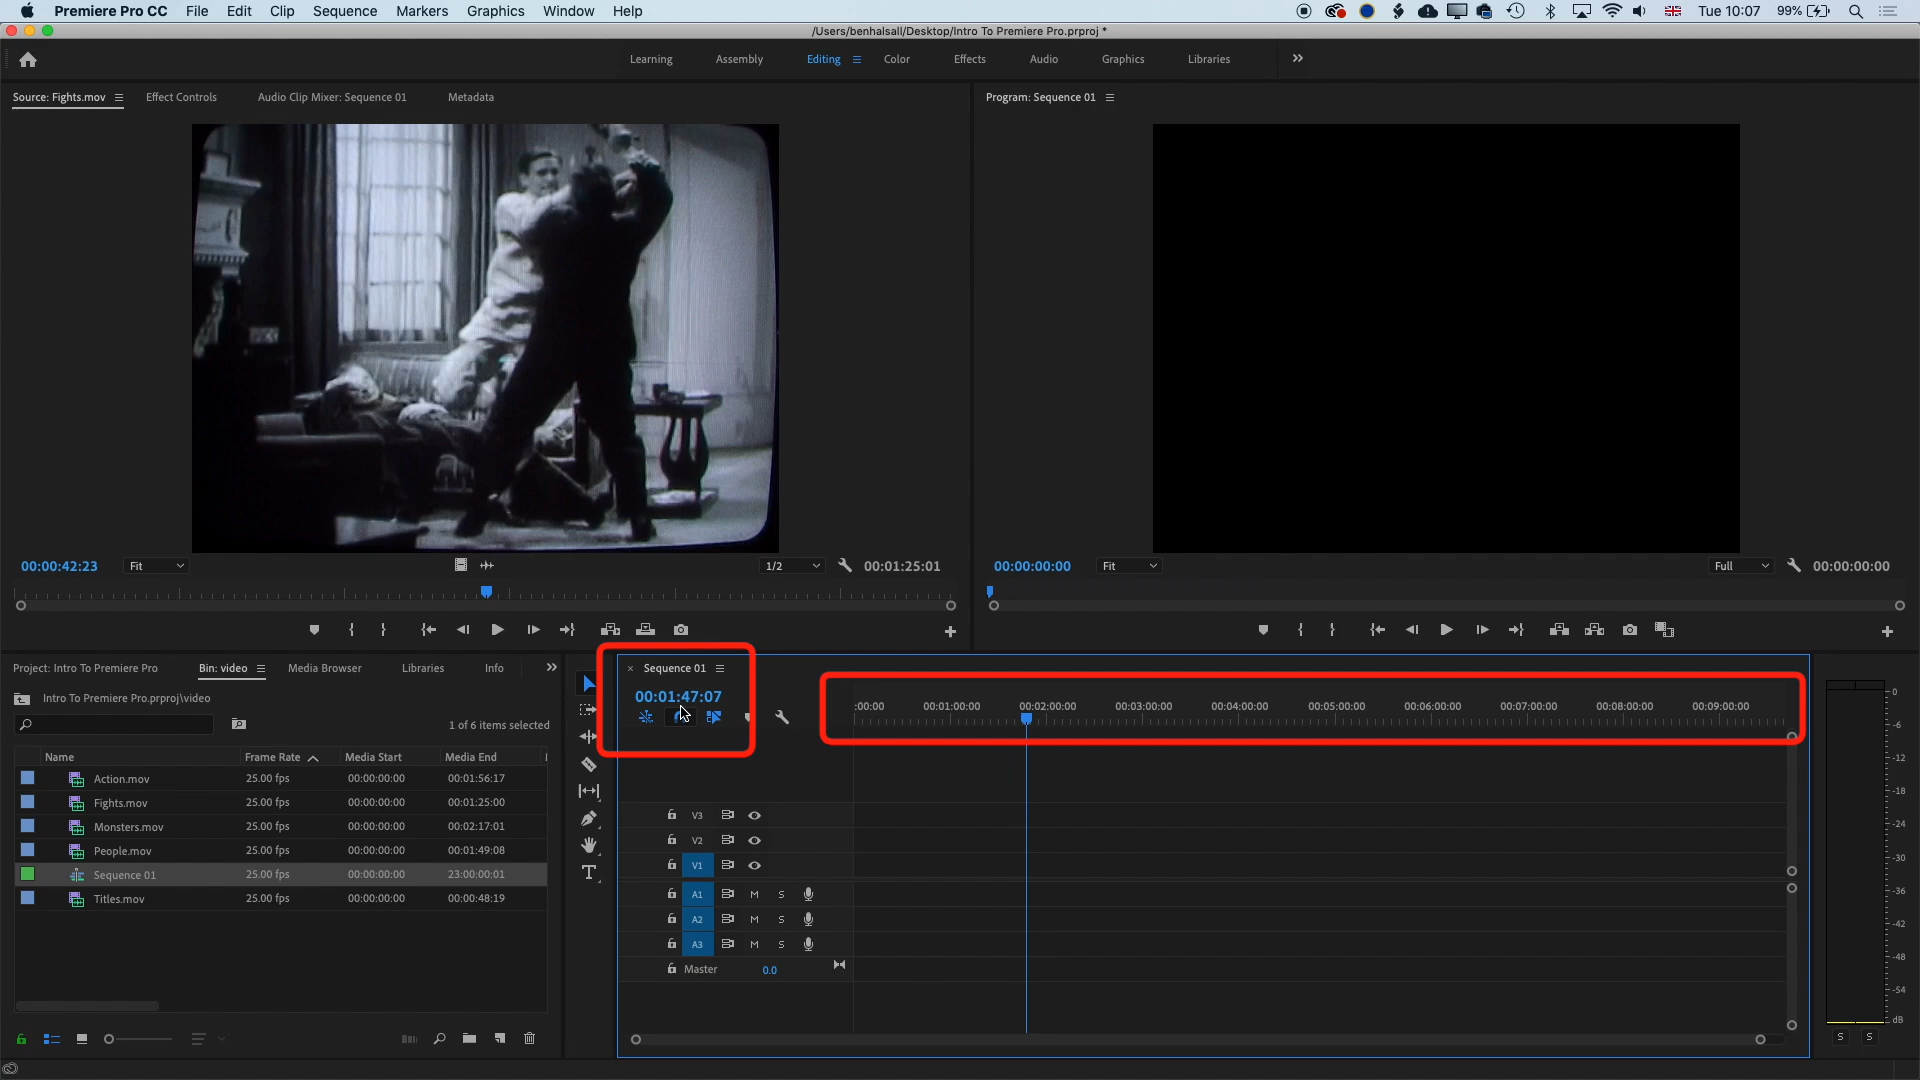 Premiere Pro CC File Edit Clip Sequence Markers Graphics Window Help Tue 10:07 99%
/Users/benhalsall/Desktop/Intro To Premiere Pro.prproj *
Learning Assembly Editing Color Effects Audio Graphics Libraries
Source: Fights.mov Effect Controls Audio Clip Mixer: Sequence 01 Metadata
Program: Sequence 01
00:00:42:23 Fit 1/2 00:01:25:01
00:00:00:00 Fit Full 00:00:00:00
Project: Intro To Premiere Pro Bin: video Media Browser Libraries Info
Intro To Premiere Pro.prproj\video
1 of 6 items selected
Name Frame Rate Media Start Media End
Action.mov 25.00 fps 00:00:00:00 00:01:56:17
Fights.mov 25.00 fps 00:00:00:00 00:01:25:00
Monsters.mov 25.00 fps 00:00:00:00 00:02:17:01
People.mov 25.00 fps 00:00:00:00 00:01:49:08
Sequence 01 25.00 fps 00:00:00:00 23:00:00:01
Titles.mov 25.00 fps 00:00:00:00 00:00:48:19
Sequence 01
00:01:47:07
:00:00 00:01:00:00 00:02:00:00 00:03:00:00 00:04:00:00 00:05:00:00 00:06:00:00 00:07:00:00 00:08:00:00 00:09:00:00
V3
V2
V1
A1 M S
A2 M S
A3 M S
Master 0.0
0
-6
-12
-18
-24
-30
-36
-42
-48
-54
dB
S S